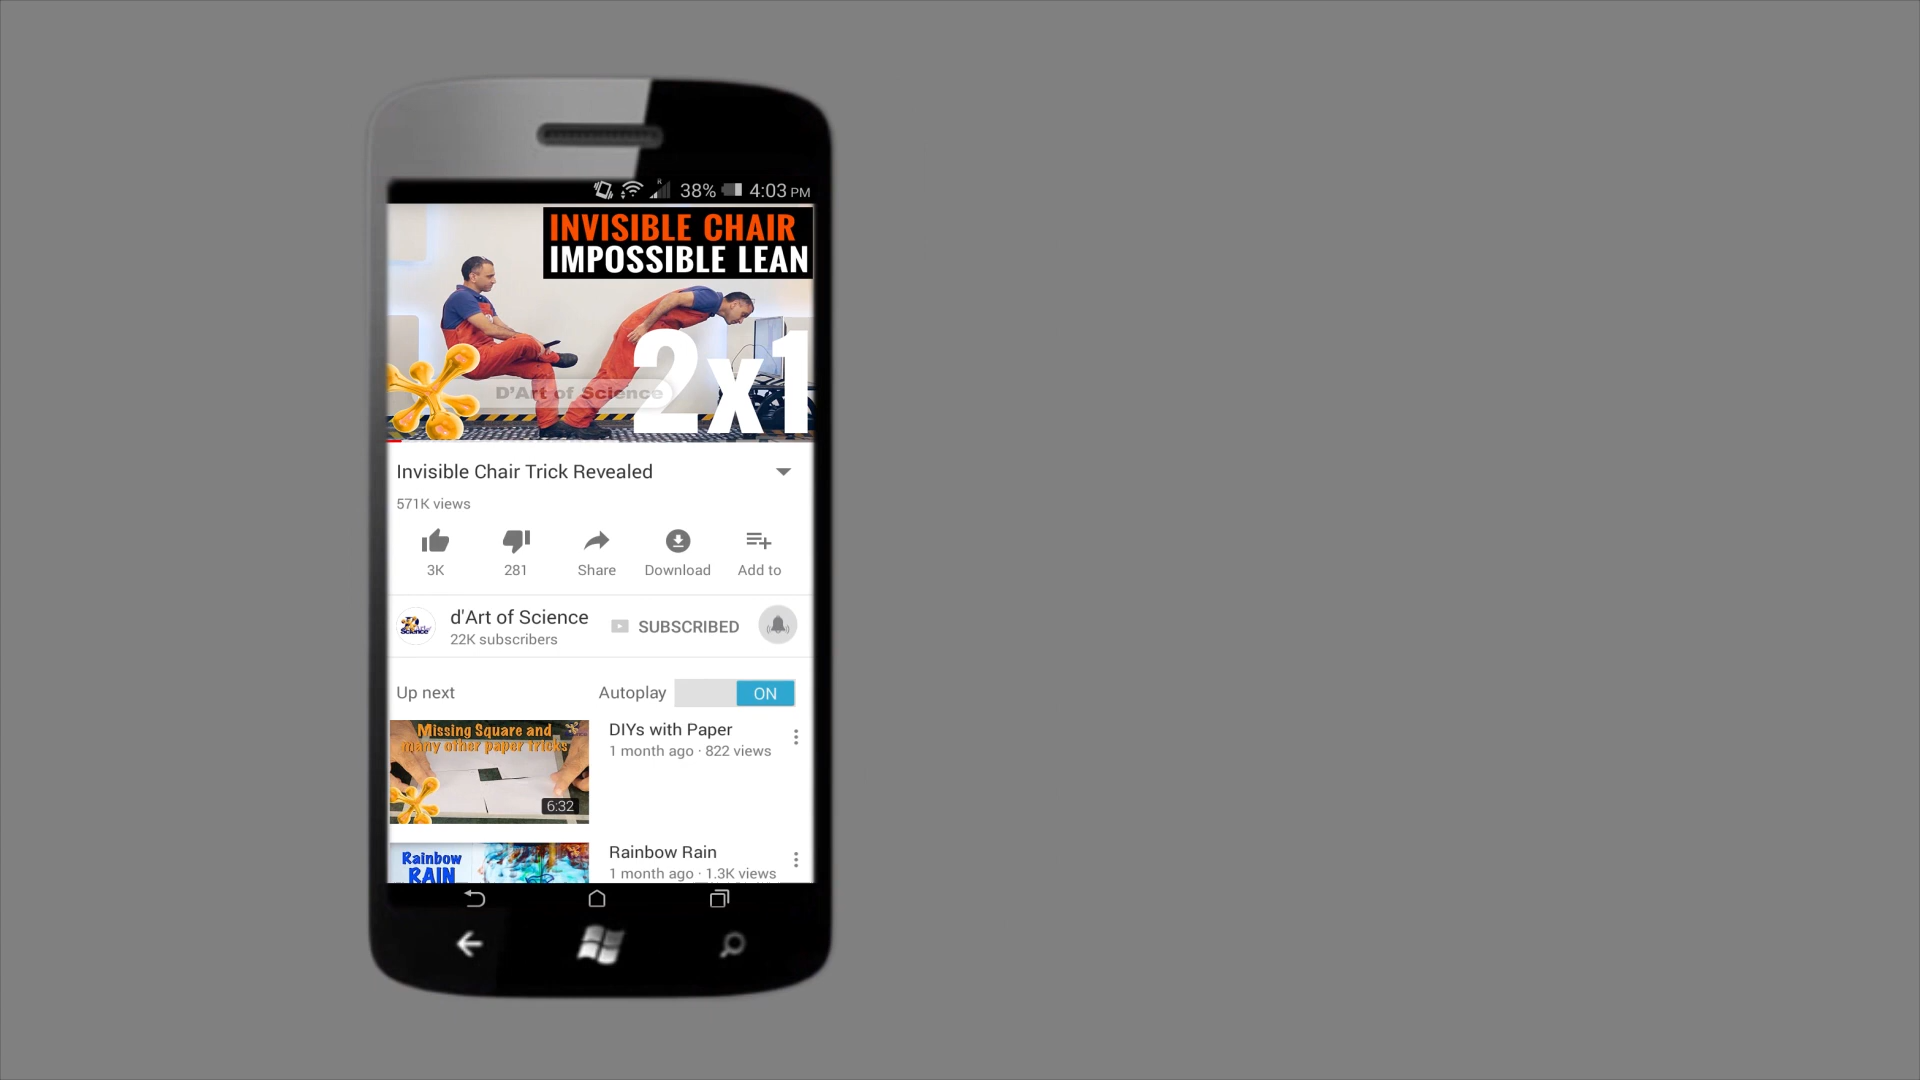 R
38% 4:03 PM
INVISIBLE CHAIR
IMPOSSIBLE LEAN
2x1
D'Art of Science
Invisible Chair Trick Revealed
571K views
3K 281 Share Download Add to
Science
d'Art of Science
22K subscribers
SUBSCRIBED
Up next
Autoplay ON
Missing Square and
many other paper tricks
6:32
DIYs with Paper
1 month ago · 822 views
Rainbow
RAIN
Rainbow Rain
1 month ago · 1.3K views